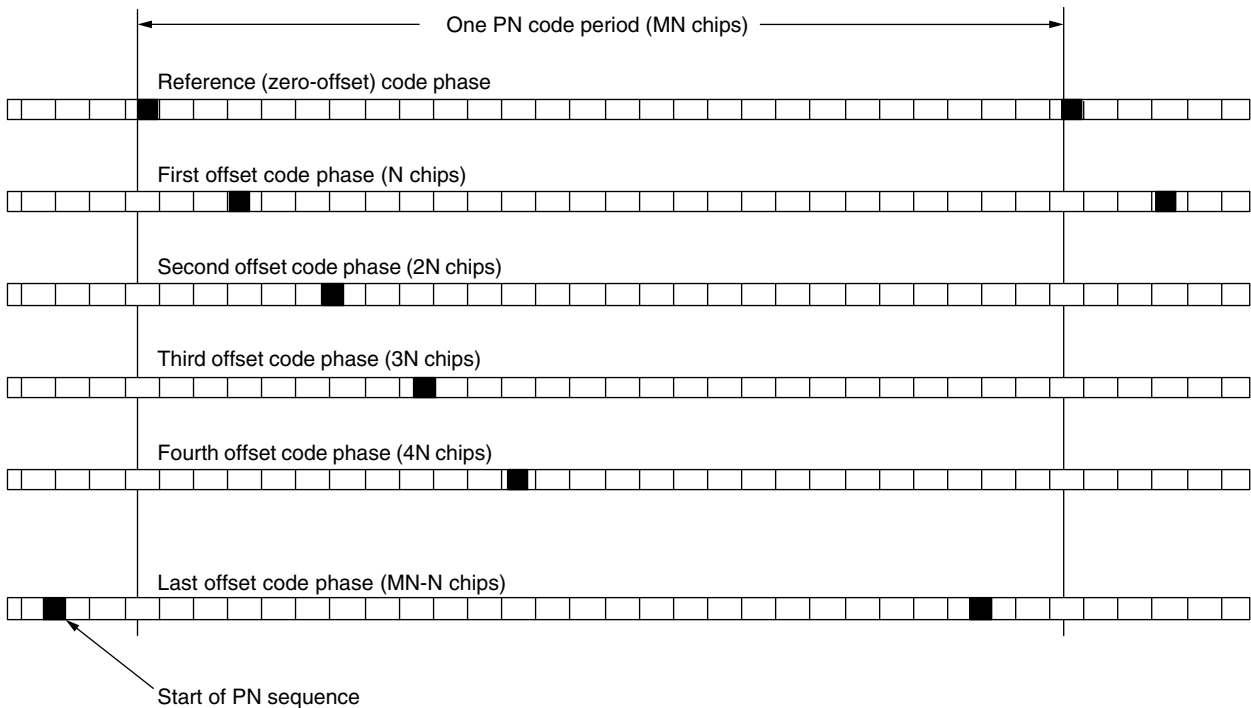 One PN code period (MN chips)
Reference (zero-offset) code phase
First offset code phase (N chips)
Second offset code phase (2N chips)
Third offset code phase (3N chips)
Fourth offset code phase (4N chips)
Last offset code phase (MN-N chips)
Start of PN sequence